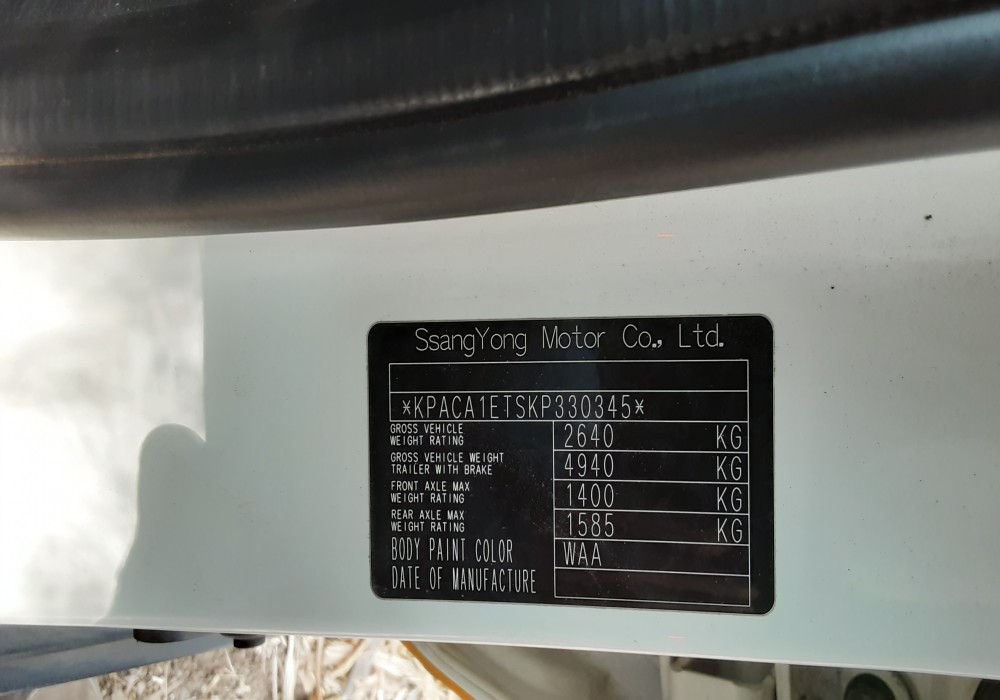 SsangYong Motor Co., Ltd.
*KPACA1ETSKP330345*
GROSS VEHICLE
WEIGHT RATING 2640 KG
GROSS VEHICLE WEIGHT
TRAILER WITH BRAKE 4940 KG
FRONT AXLE MAX
WEIGHT RATING 1400 KG
REAR AXLE MAX
WEIGHT RATING 1585 KG
BODY PAINT COLOR WAA
DATE OF MANUFACTURE